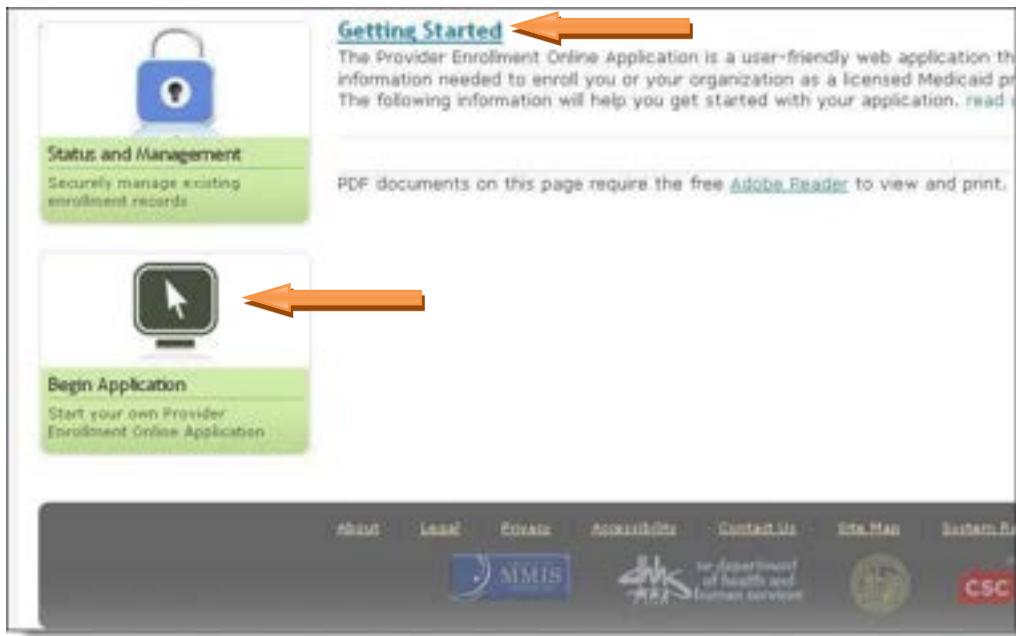 Getting Started
The Provider Enrollment Online Application is a user-friendly web application th
information needed to enroll you or your organization as a licensed Medicaid pr
The following information will help you get started with your application. read
Status and Management
Securely manage existing
enrollment records
PDF documents on this page require the free Adobe Reader to view and print.
Begin Application
Start your own Provider
Enrollment Online Application
About Legal Privacy Accessibility Contact Us Site Map System
MMIS
department
of health and
human services
CSC